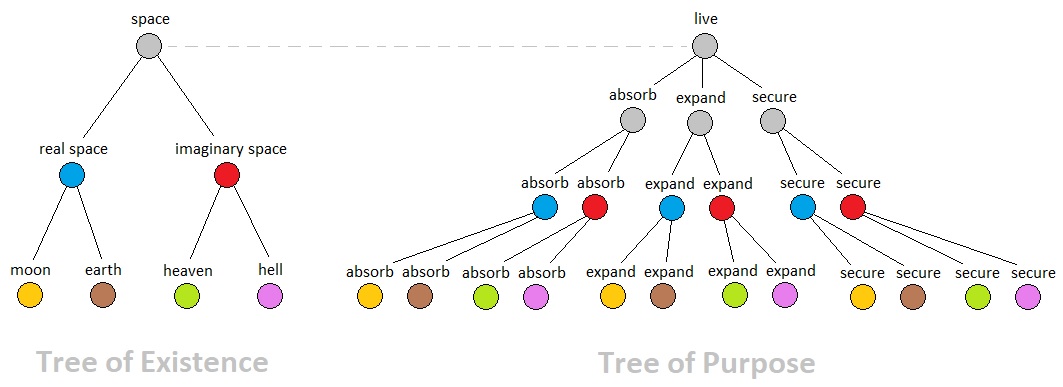 space
live
absorb
expand
secure
real space
imaginary space
absorb
absorb
expand
expand
secure
secure
moon
earth
heaven
hell
absorb
absorb
absorb
absorb
expand
expand
expand
expand
secure
secure
secure
secure
Tree of Existence
Tree of Purpose